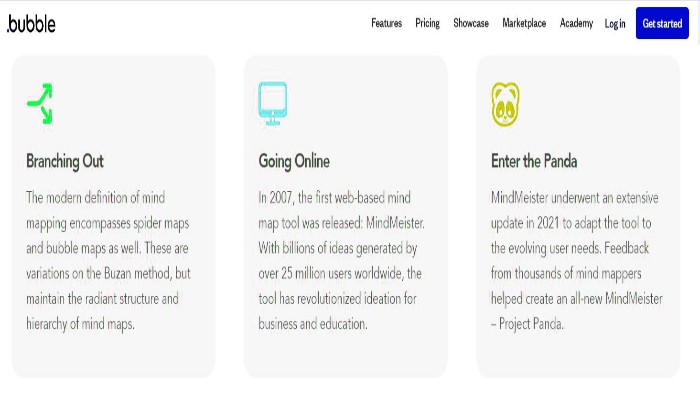 .bubble
Features Pricing Showcase Marketplace Academy Log in Get started
Branching Out
The modern definition of mind
mapping encompasses spider maps
and bubble maps as well. These are
variations on the Buzan method, but
maintain the radiant structure and
hierarchy of mind maps.
Going Online
In 2007, the first web-based mind
map tool was released: MindMeister.
With billions of ideas generated by
over 25 million users worldwide, the
tool has revolutionized ideation for
business and education.
Enter the Panda
MindMeister underwent an extensive
update in 2021 to adapt the tool to
the evolving user needs. Feedback
from thousands of mind mappers
helped create an all-new MindMeister
– Project Panda.